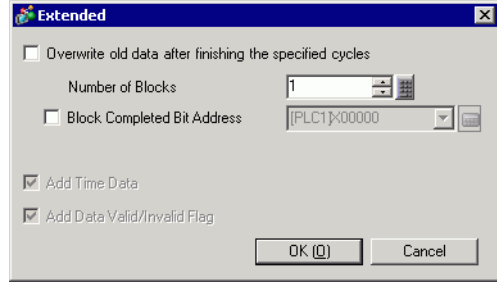 Extended
Overwrite old data after finishing the specified cycles
Number of Blocks 1
Block Completed Bit Address [PLC1]X00000
Add Time Data
Add Data Valid/Invalid Flag
OK (O) Cancel